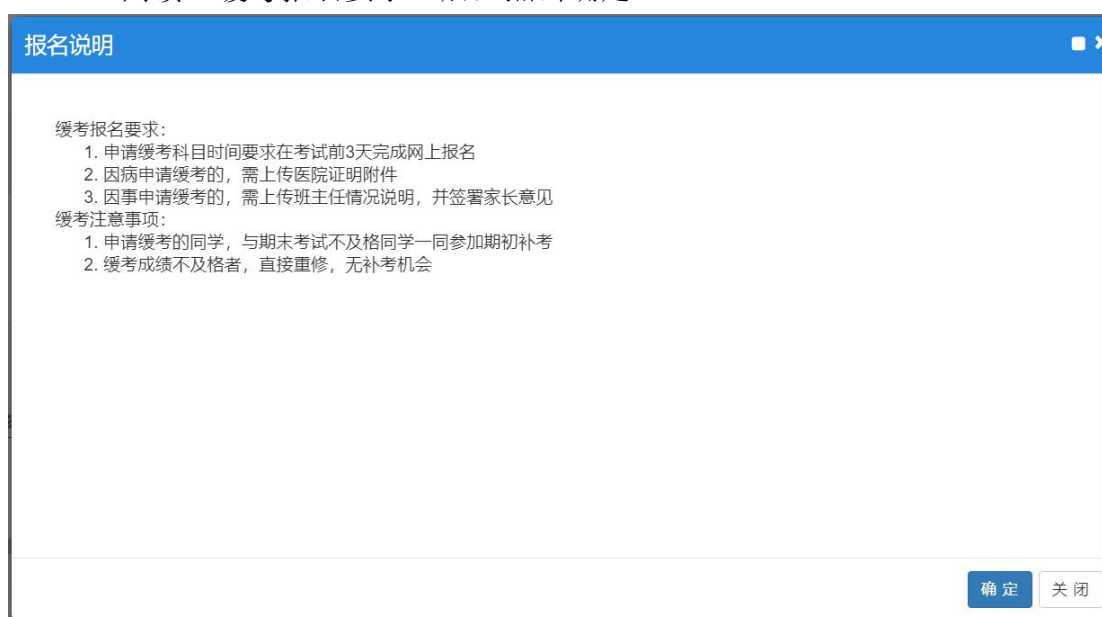 报名说明
缓考报名要求：
1. 申请缓考科目时间要求在考试前3天完成网上报名
2. 因病申请缓考的，需上传医院证明附件
3. 因事申请缓考的，需上传班主任情况说明，并签署家长意见
缓考注意事项：
1. 申请缓考的同学，与期末考试不及格同学一同参加期初补考
2. 缓考成绩不及格者，直接重修，无补考机会
确定 关闭